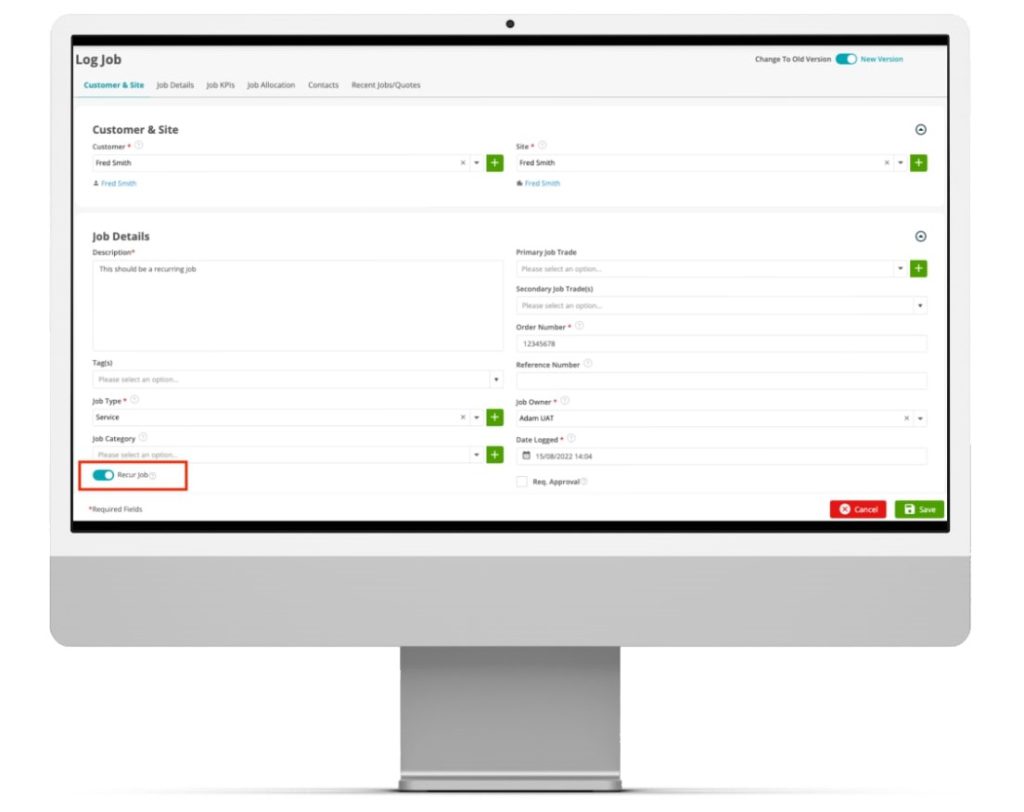 Log Job
Change To Old Version New Version
Customer & Site Job Details Job KPIs Job Allocation Contacts Recent Jobs/Quotes
Customer & Site
Customer *
Site *
Fred Smith
Fred Smith
Fred Smith
Fred Smith
Job Details
Description*
This should be a recurring job
Primary Job Trade
Please select an option...
Secondary Job Trade(s)
Please select an option...
Order Number *
12345678
Tag(s)
Please select an option...
Reference Number
Job Type *
Service
Job Owner *
Adam UAT
Job Category
Please select an option...
Date Logged *
15/08/2022 14:04
Recur Job
Req. Approval
*Required Fields
Cancel
Save